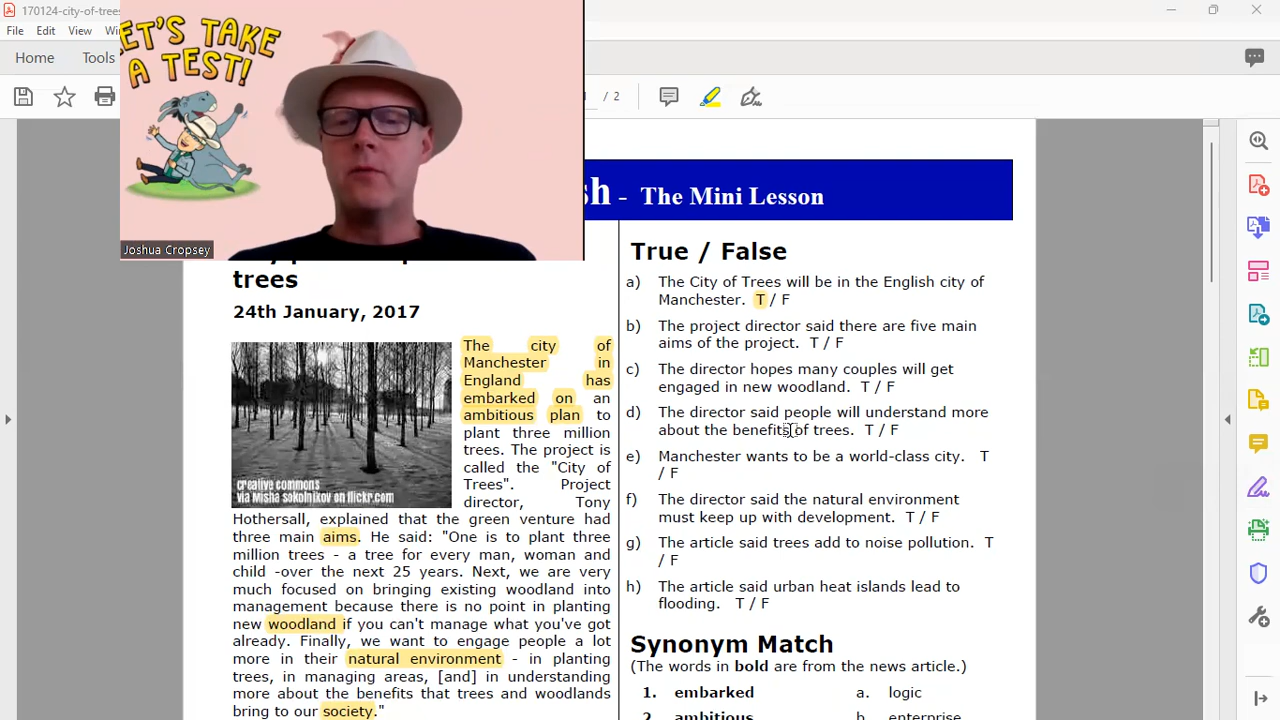 170124-city-of-trees
File Edit View
Home Tools
/ 2
LET'S TAKE
A TEST!
Joshua Cropsey
- The Mini Lesson
trees
24th January, 2017
creative commons
via Misha Sokolnikov on flickr.com
The city of
Manchester in
England has
embarked on an
ambitious plan to
plant three million
trees. The project is
called the "City of
Trees". Project
director, Tony
Hothersall, explained that the green venture had
three main aims. He said: "One is to plant three
million trees - a tree for every man, woman and
child -over the next 25 years. Next, we are very
much focused on bringing existing woodland into
management because there is no point in planting
new woodland if you can't manage what you've got
already. Finally, we want to engage people a lot
more in their natural environment - in planting
trees, in managing areas, [and] in understanding
more about the benefits that trees and woodlands
bring to our society."
True / False
a) The City of Trees will be in the English city of
Manchester. T / F
b) The project director said there are five main
aims of the project. T / F
c) The director hopes many couples will get
engaged in new woodland. T / F
d) The director said people will understand more
about the benefits of trees. T / F
e) Manchester wants to be a world-class city. T
/ F
f) The director said the natural environment
must keep up with development. T / F
g) The article said trees add to noise pollution. T
/ F
h) The article said urban heat islands lead to
flooding. T / F
Synonym Match
(The words in bold are from the news article.)
1. embarked a. logic
2. ambitious b. enterprise